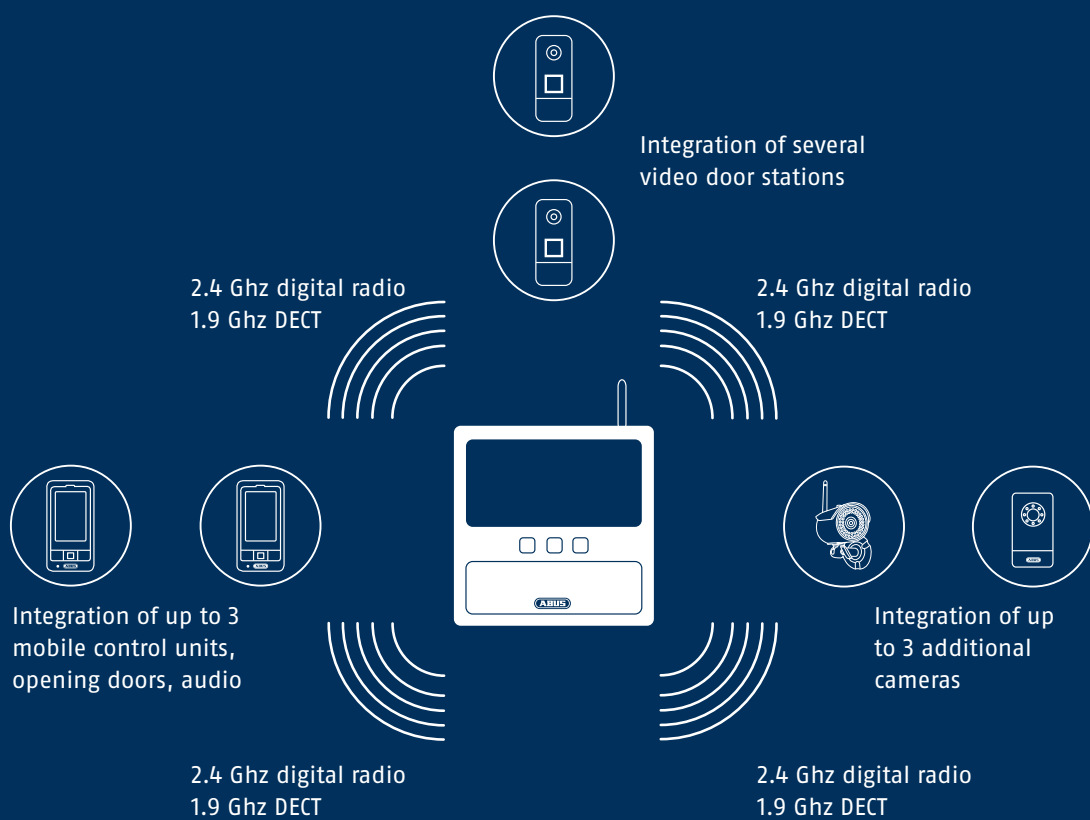 Integration of several
video door stations
2.4 Ghz digital radio
1.9 Ghz DECT
2.4 Ghz digital radio
1.9 Ghz DECT
ABUS
ABUS
ABUS
ABUS
Integration of up to 3
mobile control units,
opening doors, audio
Integration of up
to 3 additional
cameras
2.4 Ghz digital radio
1.9 Ghz DECT
2.4 Ghz digital radio
1.9 Ghz DECT